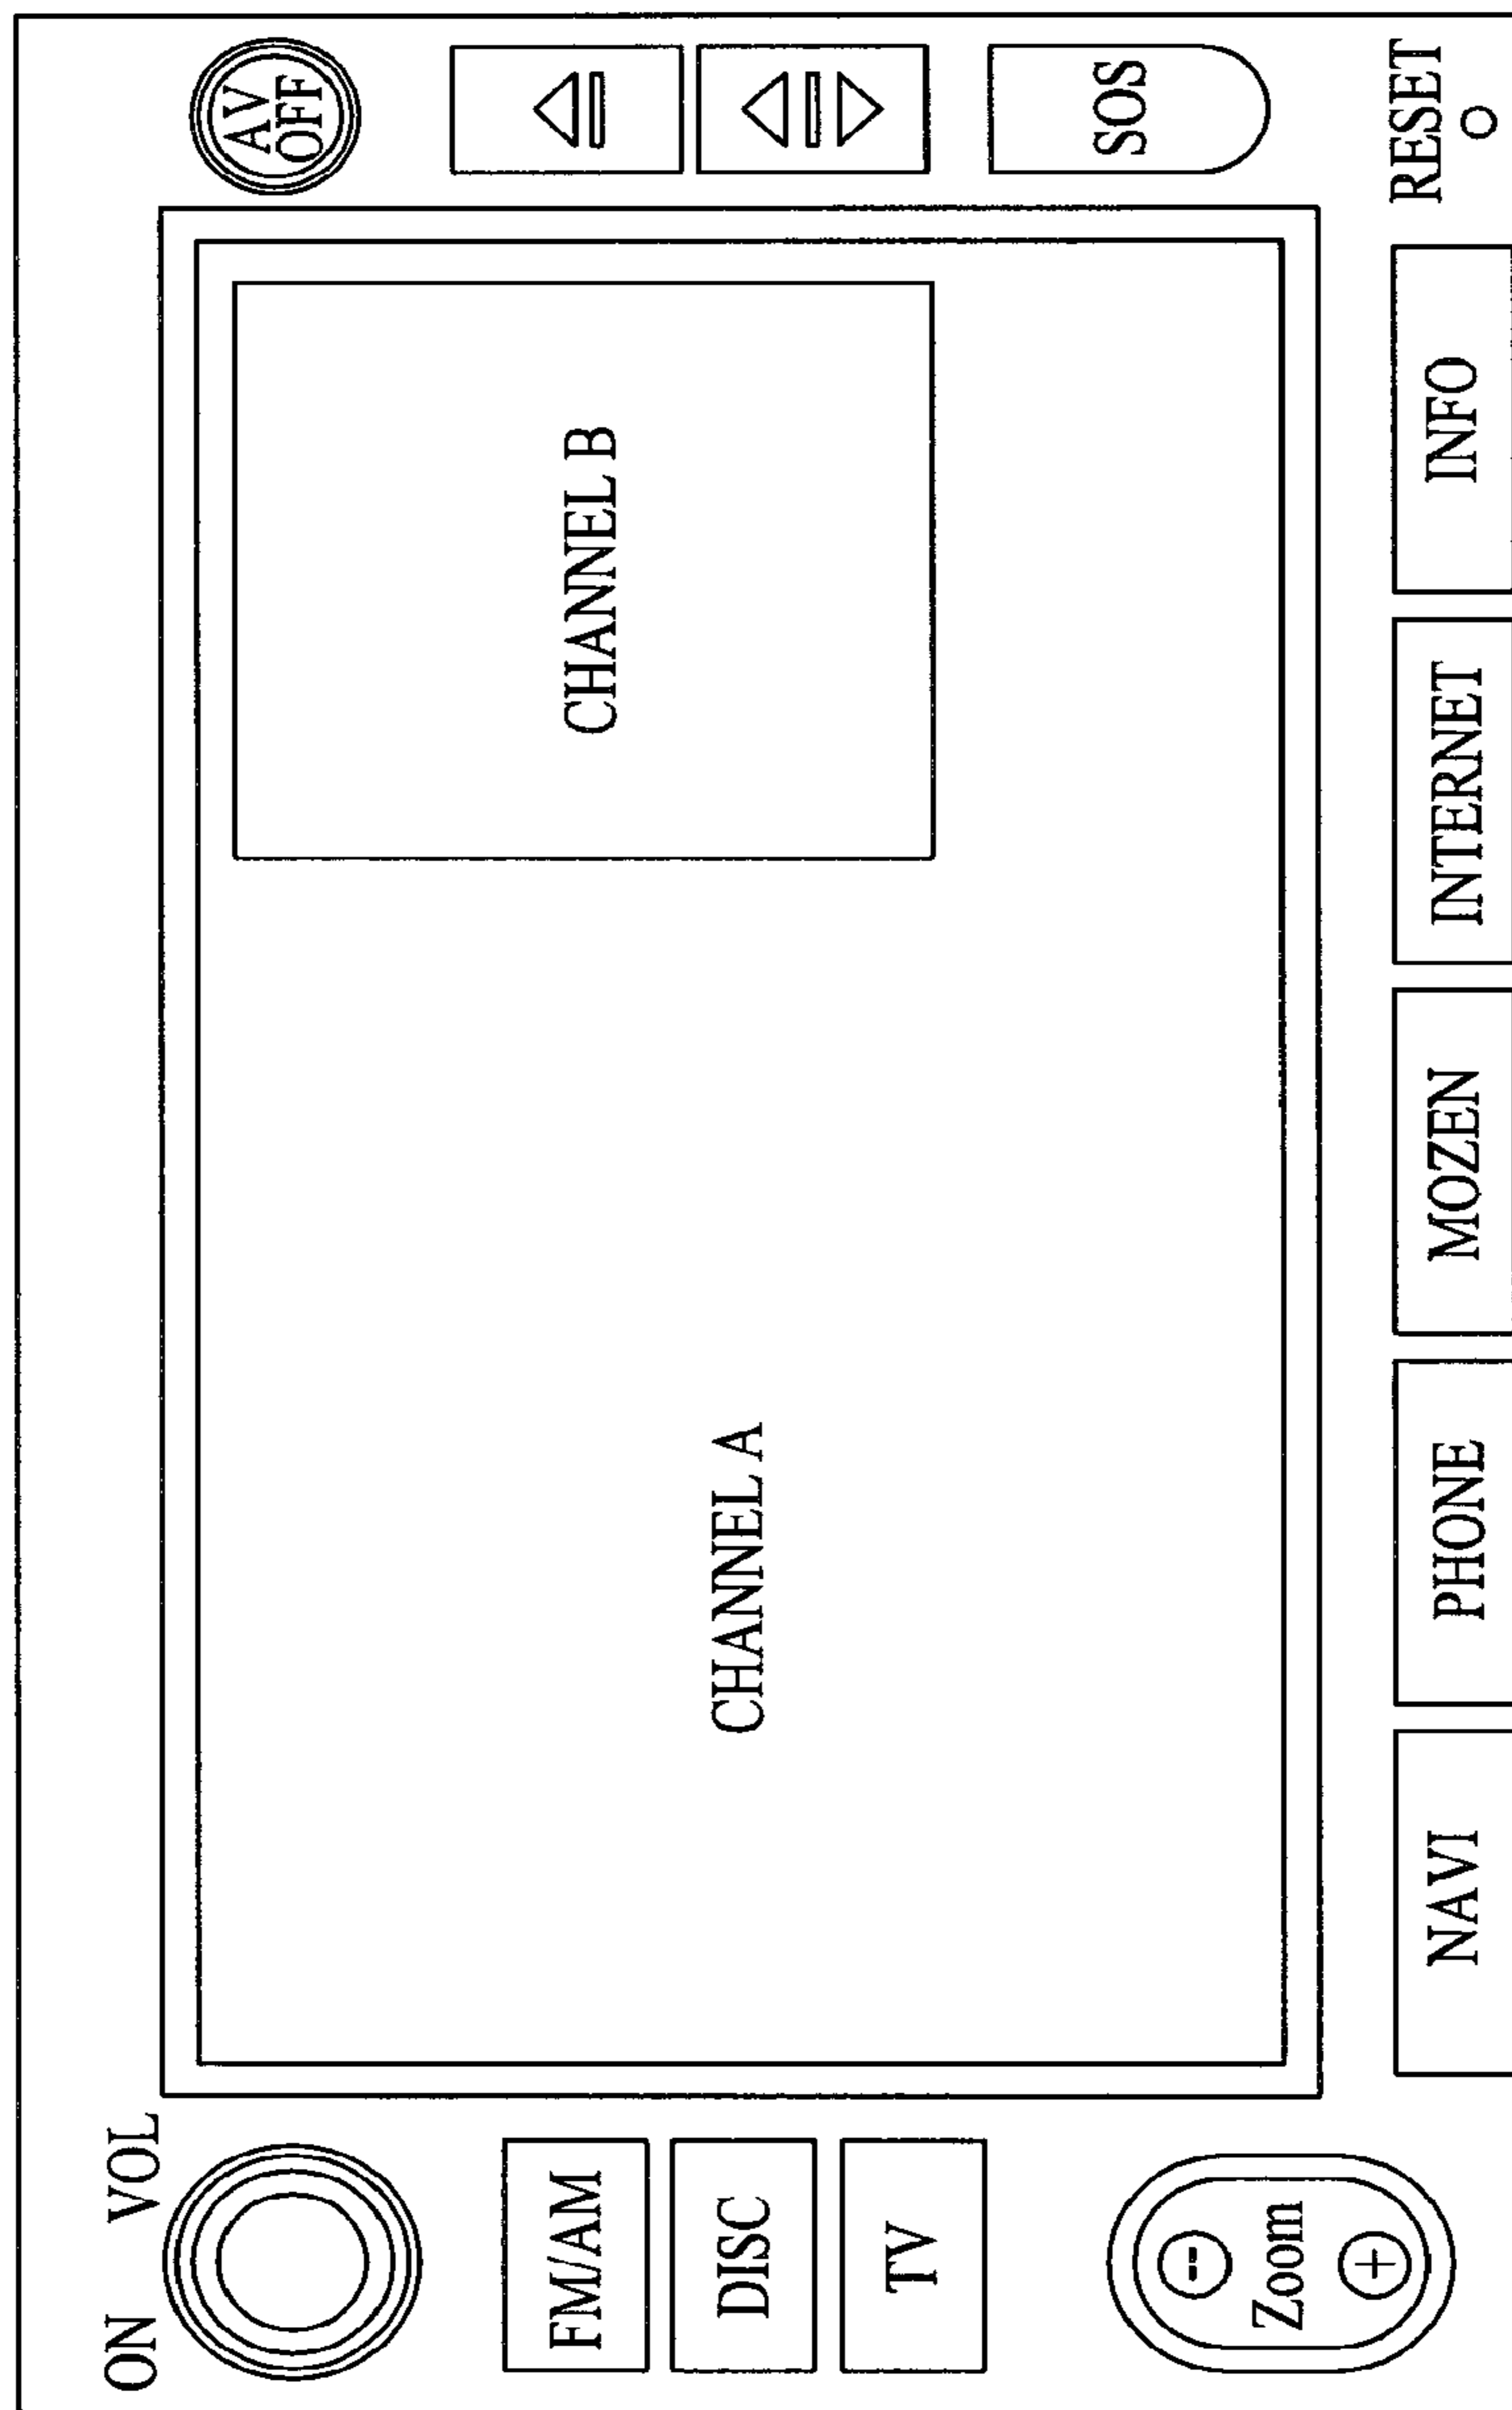 ON VOL
FM/AM
DISC
TV
Zoom
CHANNEL A
CHANNEL B
AV
OFF
SOS
RESET
NAVI
PHONE
MOZEN
INTERNET
INFO